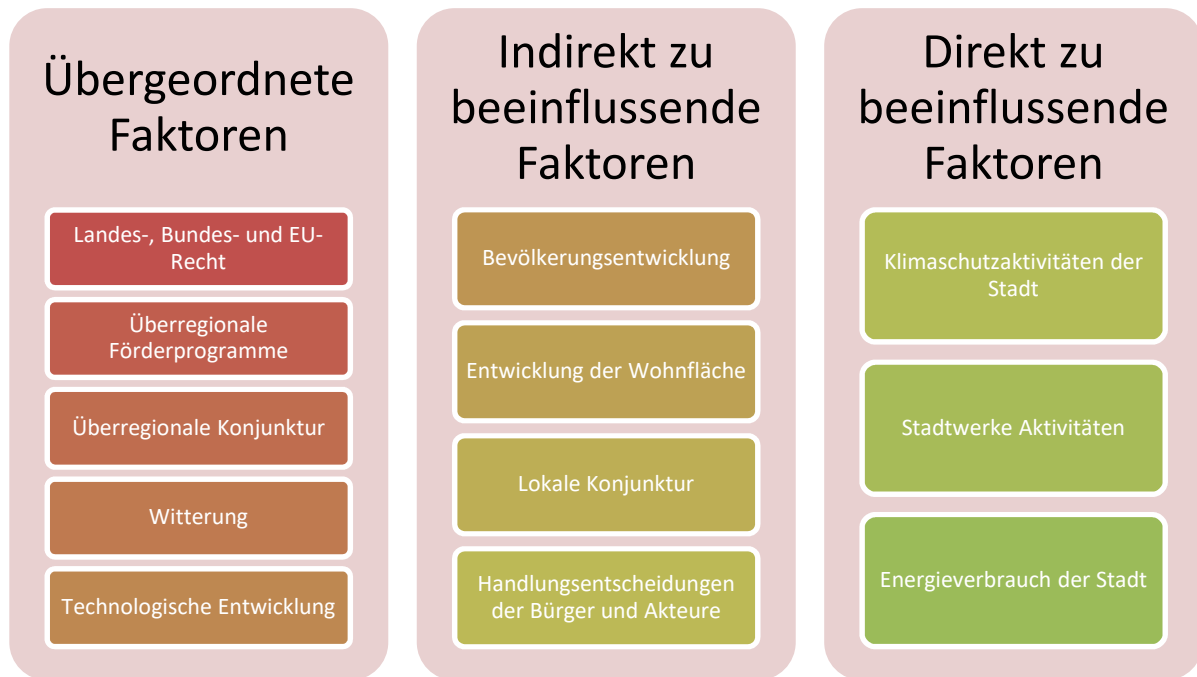 Übergeordnete
Faktoren
Landes-, Bundes- und EU-
Recht
Überregionale
Förderprogramme
Überregionale Konjunktur
Witterung
Technologische Entwicklung
Indirekt zu
beeinflussende
Faktoren
Bevölkerungsentwicklung
Entwicklung der Wohnfläche
Lokale Konjunktur
Handlungsentscheidungen
der Bürger und Akteure
Direkt zu
beeinflussende
Faktoren
Klimaschutzaktivitäten der
Stadt
Stadtwerke Aktivitäten
Energieverbrauch der Stadt